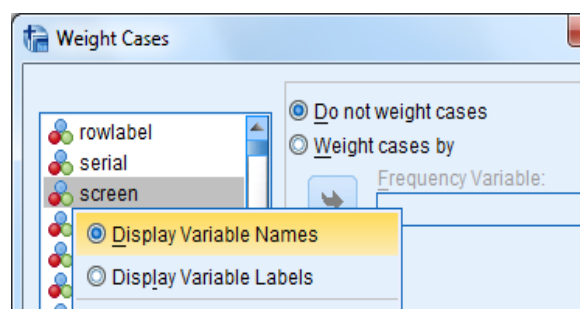 Weight Cases
rowlabel
serial
screen
Do not weight cases
Weight cases by
Frequency Variable:
Display Variable Names
Display Variable Labels